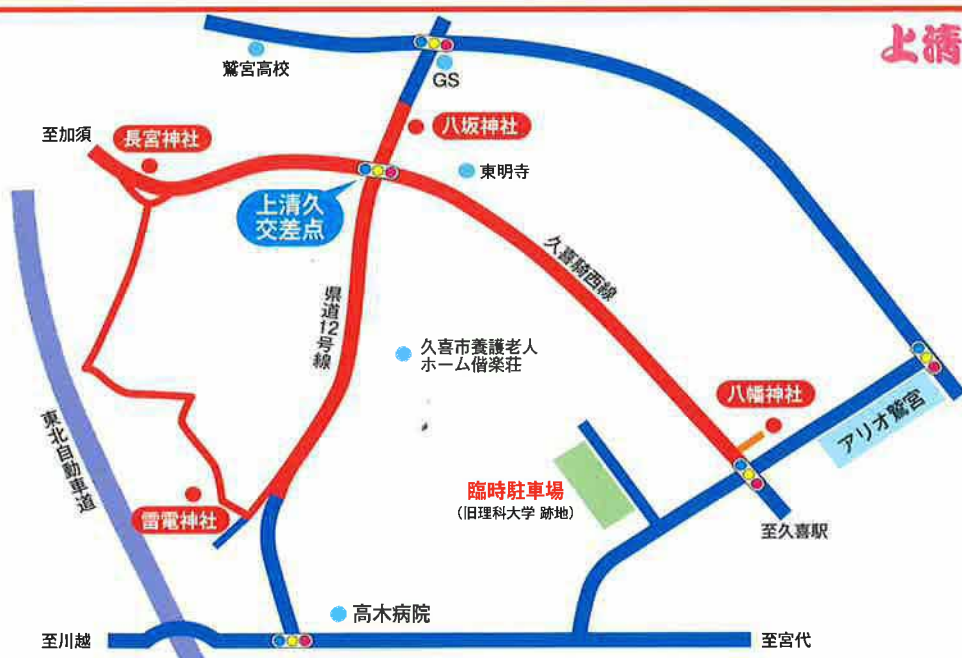 上清
鷲宮高校
GS
至加須
長宮神社
八坂神社
東明寺
上清久
交差点
久喜騎西線
県道12号線
久喜市養護老人
ホーム偕楽荘
八幡神社
アリオ鷲宮
東北自動車道
臨時駐車場
(旧理科大学 跡地)
雷電神社
至久喜駅
高木病院
至川越
至宮代